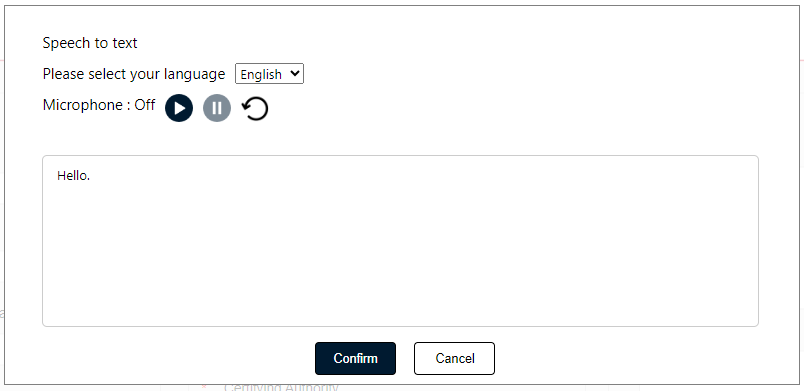 Speech to text
Please select your language English
Microphone : Off
Hello.
Confirm Cancel
Certifying Authority